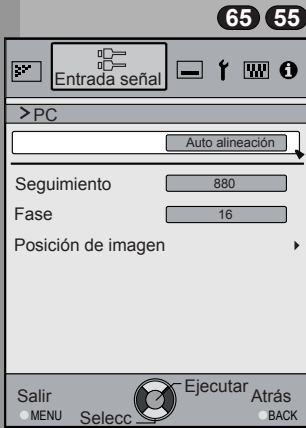 65 55
Entrada señal
>PC
Auto alineación
Seguimiento 880
Fase 16
Posición de imagen
Salir Ejecutar Atrás
MENU Selecc BACK